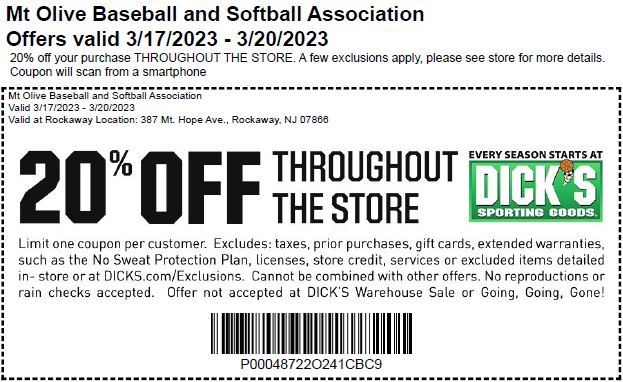 Mt Olive Baseball and Softball Association
Offers valid 3/17/2023 - 3/20/2023
20% off your purchase THROUGHOUT THE STORE. A few exclusions apply, please see store for more details.
Coupon will scan from a smartphone
Mt Olive Baseball and Softball Association
Valid 3/17/2023 - 3/20/2023
Valid at Rockaway Location: 387 Mt. Hope Ave., Rockaway, NJ 07866
20% OFF THROUGHOUT
THE STORE
EVERY SEASON STARTS AT
DICK'S
SPORTING GOODS.
Limit one coupon per customer. Excludes: taxes, prior purchases, gift cards, extended warranties,
such as the No Sweat Protection Plan, licenses, store credit, services or excluded items detailed
in- store or at DICKS.com/Exclusions. Cannot be combined with other offers. No reproductions or
rain checks accepted. Offer not accepted at DICK'S Warehouse Sale or Going, Going, Gone!
P00048722O241CBC9